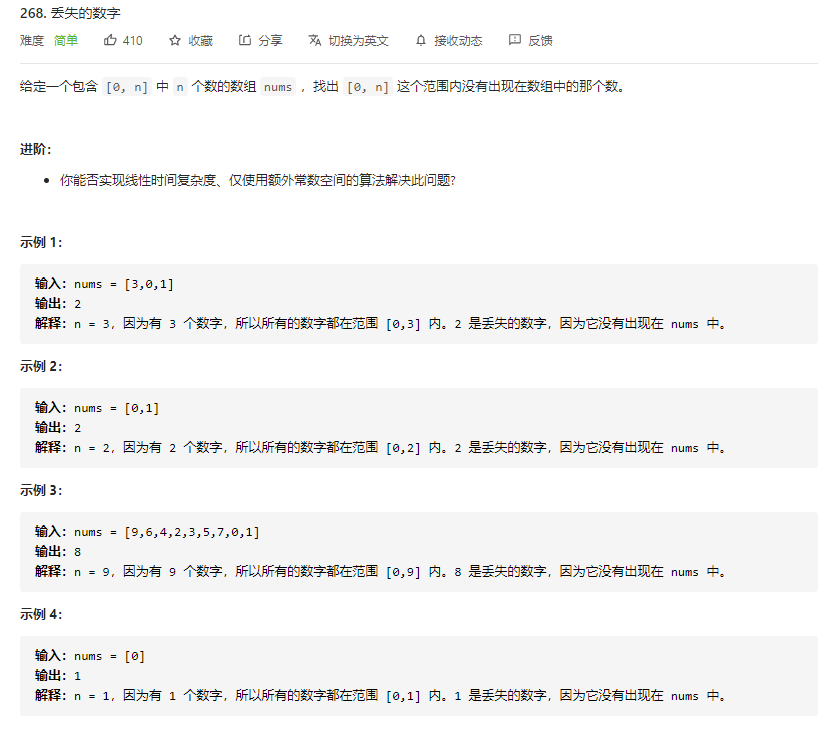 268. 丢失的数字
难度 简单 410 收藏 分享 切换为英文 接收动态 反馈
给定一个包含 [0, n] 中 n 个数的数组 nums ，找出 [0, n] 这个范围内没有出现在数组中的那个数。
进阶：
你能否实现线性时间复杂度、仅使用额外常数空间的算法解决此问题?
示例 1：
输入：nums = [3,0,1]
输出：2
解释：n = 3，因为有 3 个数字，所以所有的数字都在范围 [0,3] 内。2 是丢失的数字，因为它没有出现在 nums 中。
示例 2：
输入：nums = [0,1]
输出：2
解释：n = 2，因为有 2 个数字，所以所有的数字都在范围 [0,2] 内。2 是丢失的数字，因为它没有出现在 nums 中。
示例 3：
输入：nums = [9,6,4,2,3,5,7,0,1]
输出：8
解释：n = 9，因为有 9 个数字，所以所有的数字都在范围 [0,9] 内。8 是丢失的数字，因为它没有出现在 nums 中。
示例 4：
输入：nums = [0]
输出：1
解释：n = 1，因为有 1 个数字，所以所有的数字都在范围 [0,1] 内。1 是丢失的数字，因为它没有出现在 nums 中。